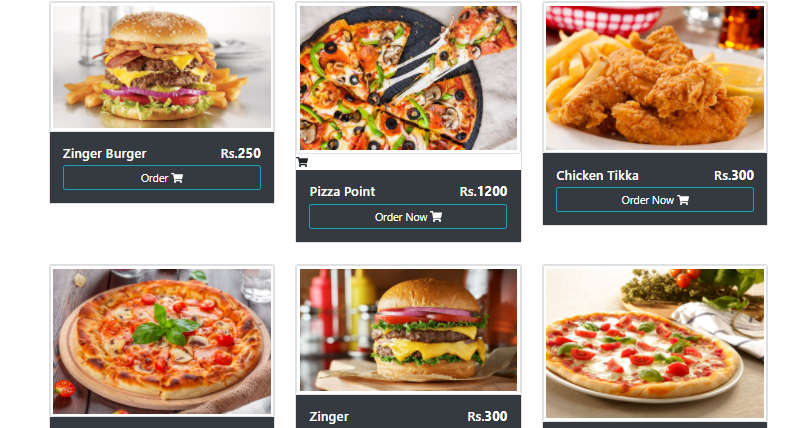 Zinger Burger Rs.250
Order
Pizza Point Rs.1200
Order Now
Chicken Tikka Rs.300
Order Now
Zinger Rs.300